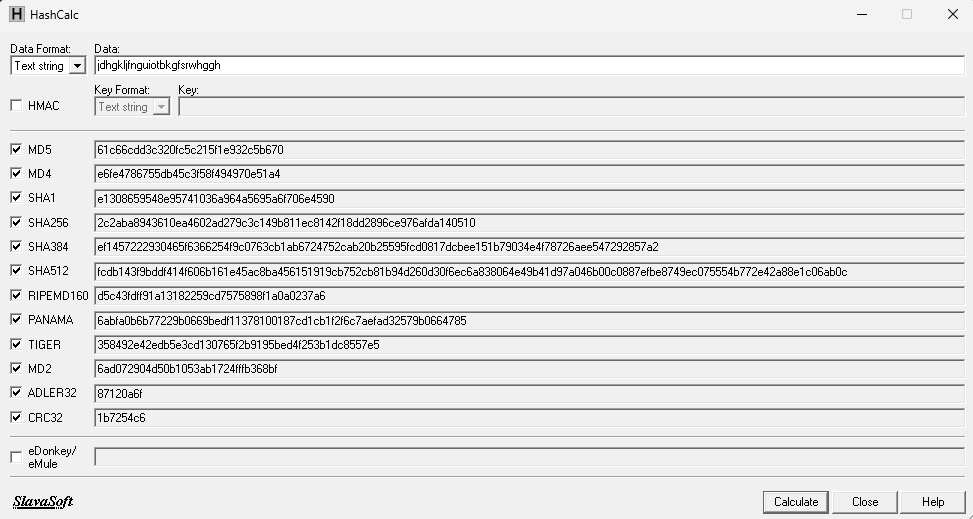 HashCalc
Data Format: Data:
Text string jdhgkljfnguiotbkgfsrwhggh
Key Format: Key:
HMAC Text string
MD5 61c66cdd3c320fc5c215f1e932c5b670
MD4 e6fe4786755db45c3f58f494970e51a4
SHA1 e1308659548e95741036a964a5695a6f706e4590
SHA256 2c2aba8943610ea4602ad279c3c149b811ec8142f18dd2896ce976afda140510
SHA384 ef1457222930465f6366254f9c0763cb1ab6724752cab20b25595fcd0817dcbee151b79034e4f78726aee547292857a2
SHA512 fcdb143f9bddf414f606b161e45ac8ba456151919cb752cb81b94d260d30f6ec6a838064e49b41d97a046b00c0887efbe8749ec075554b772e42a88e1c06ab0c
RIPEMD160 d5c43fdff91a13182259cd7575898f1a0a0237a6
PANAMA 6abfa0b6b77229b0669bedf11378100187cd1cb1f2f6c7aefad32579b0664785
TIGER 358492e42edb5e3cd130765f2b9195bed4f253b1dc8557e5
MD2 6ad072904d50b1053ab1724fffb368bf
ADLER32 87120a6f
CRC32 1b7254c6
eDonkey/
eMule
SlavaSoft Calculate Close Help